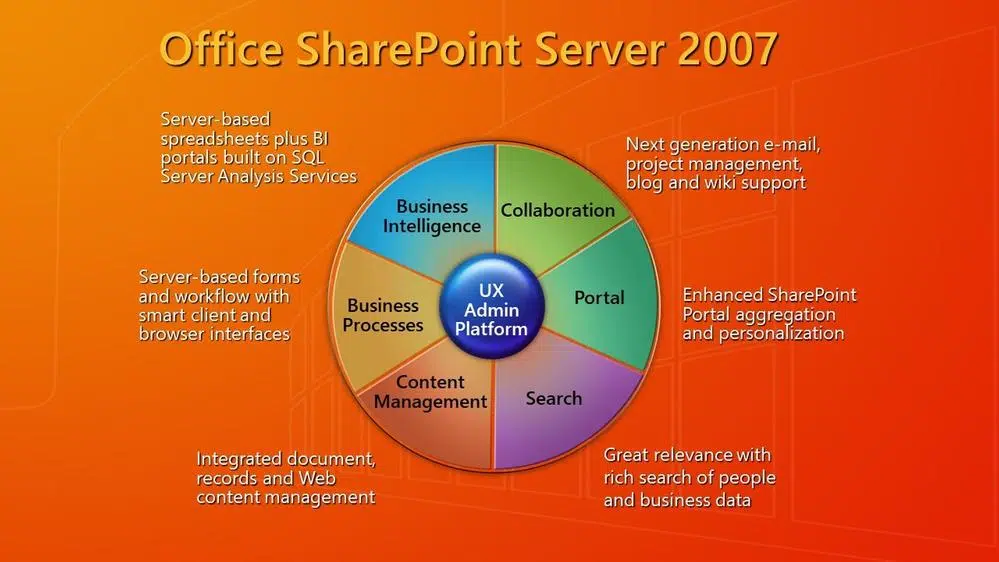 Office SharePoint Server 2007
Server-based
spreadsheets plus BI
portals built on SQL
Server Analysis Services
Next generation e-mail,
project management,
blog and wiki support
Business
Intelligence
Collaboration
Server-based forms
and workflow with
smart client and
browser interfaces
Business
Processes
UX
Admin
Platform
Portal
Enhanced SharePoint
Portal aggregation
and personalization
Content
Management
Search
Integrated document,
records and Web
content management
Great relevance with
rich search of people
and business data